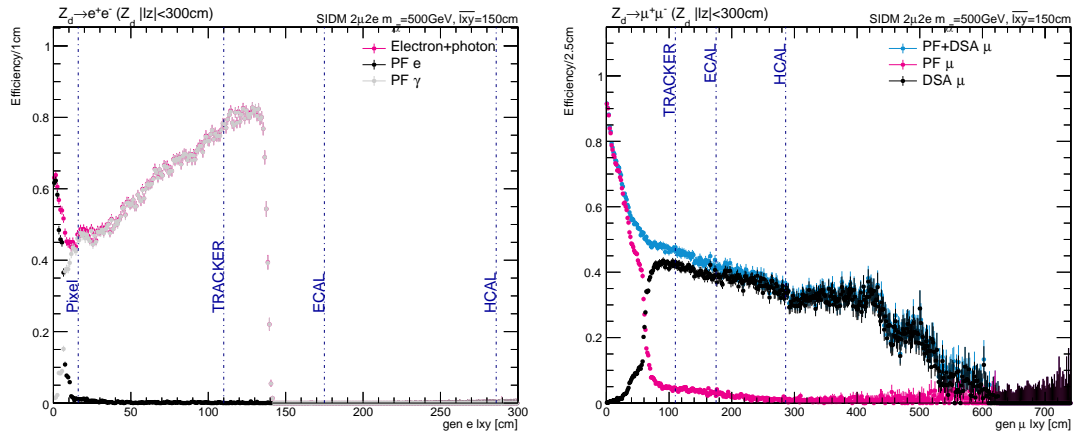 Z_d→e⁺e⁻ (Z_d |lz|<300cm)
SIDM 2μ2e m_=500GeV, lxy=150cm
Efficiency/1cm
Electron+photon
PF e
PF γ
1
0.8
0.6
0.4
0.2
0
Pixel
TRACKER
ECAL
HCAL
0 50 100 150 200 250 300
gen e lxy [cm]
Z_d→μ⁺μ⁻ (Z_d |lz|<300cm)
SIDM 2μ2e m_=500GeV, lxy=150cm
Efficiency/2.5cm
PF+DSA μ
PF μ
DSA μ
TRACKER
ECAL
HCAL
1
0.8
0.6
0.4
0.2
0
0 100 200 300 400 500 600 700
gen μ lxy [cm]